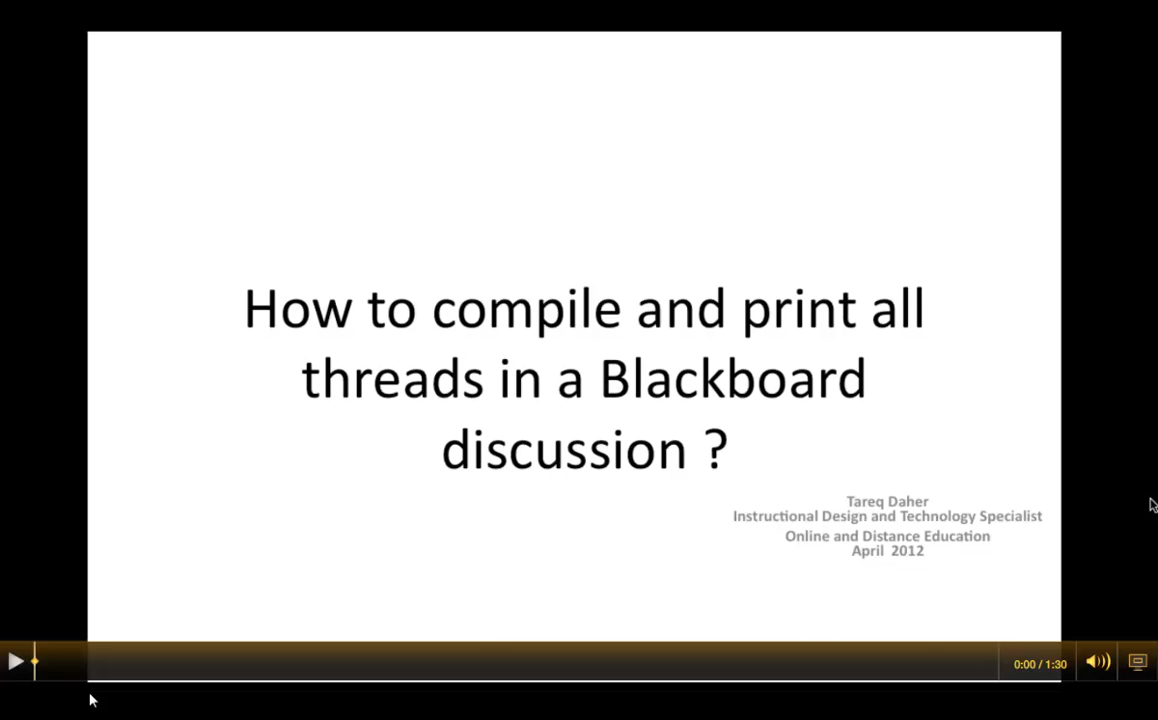 How to compile and print all
threads in a Blackboard
discussion ?
Tareq Daher
Instructional Design and Technology Specialist
Online and Distance Education
April 2012
0:00 / 1:30